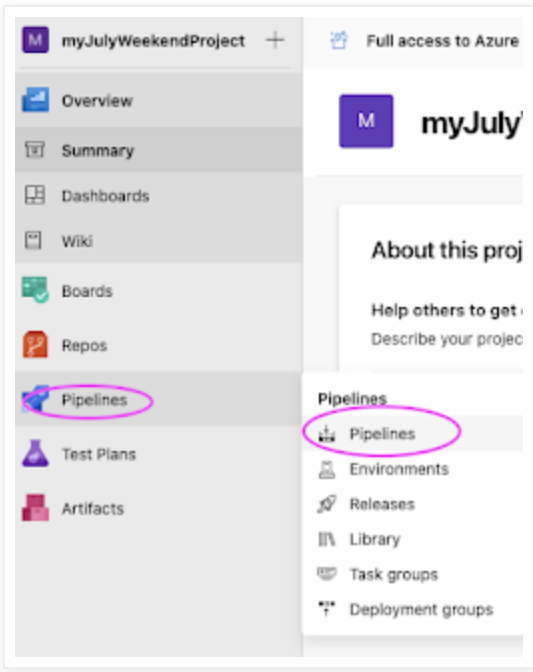 M myJulyWeekendProject +
Overview
Summary
Dashboards
Wiki
Boards
Repos
Pipelines
Test Plans
Artifacts
Full access to Azure
M myJuly
About this proj
Help others to get
Describe your projec
Pipelines
Pipelines
Environments
Releases
Library
Task groups
Deployment groups